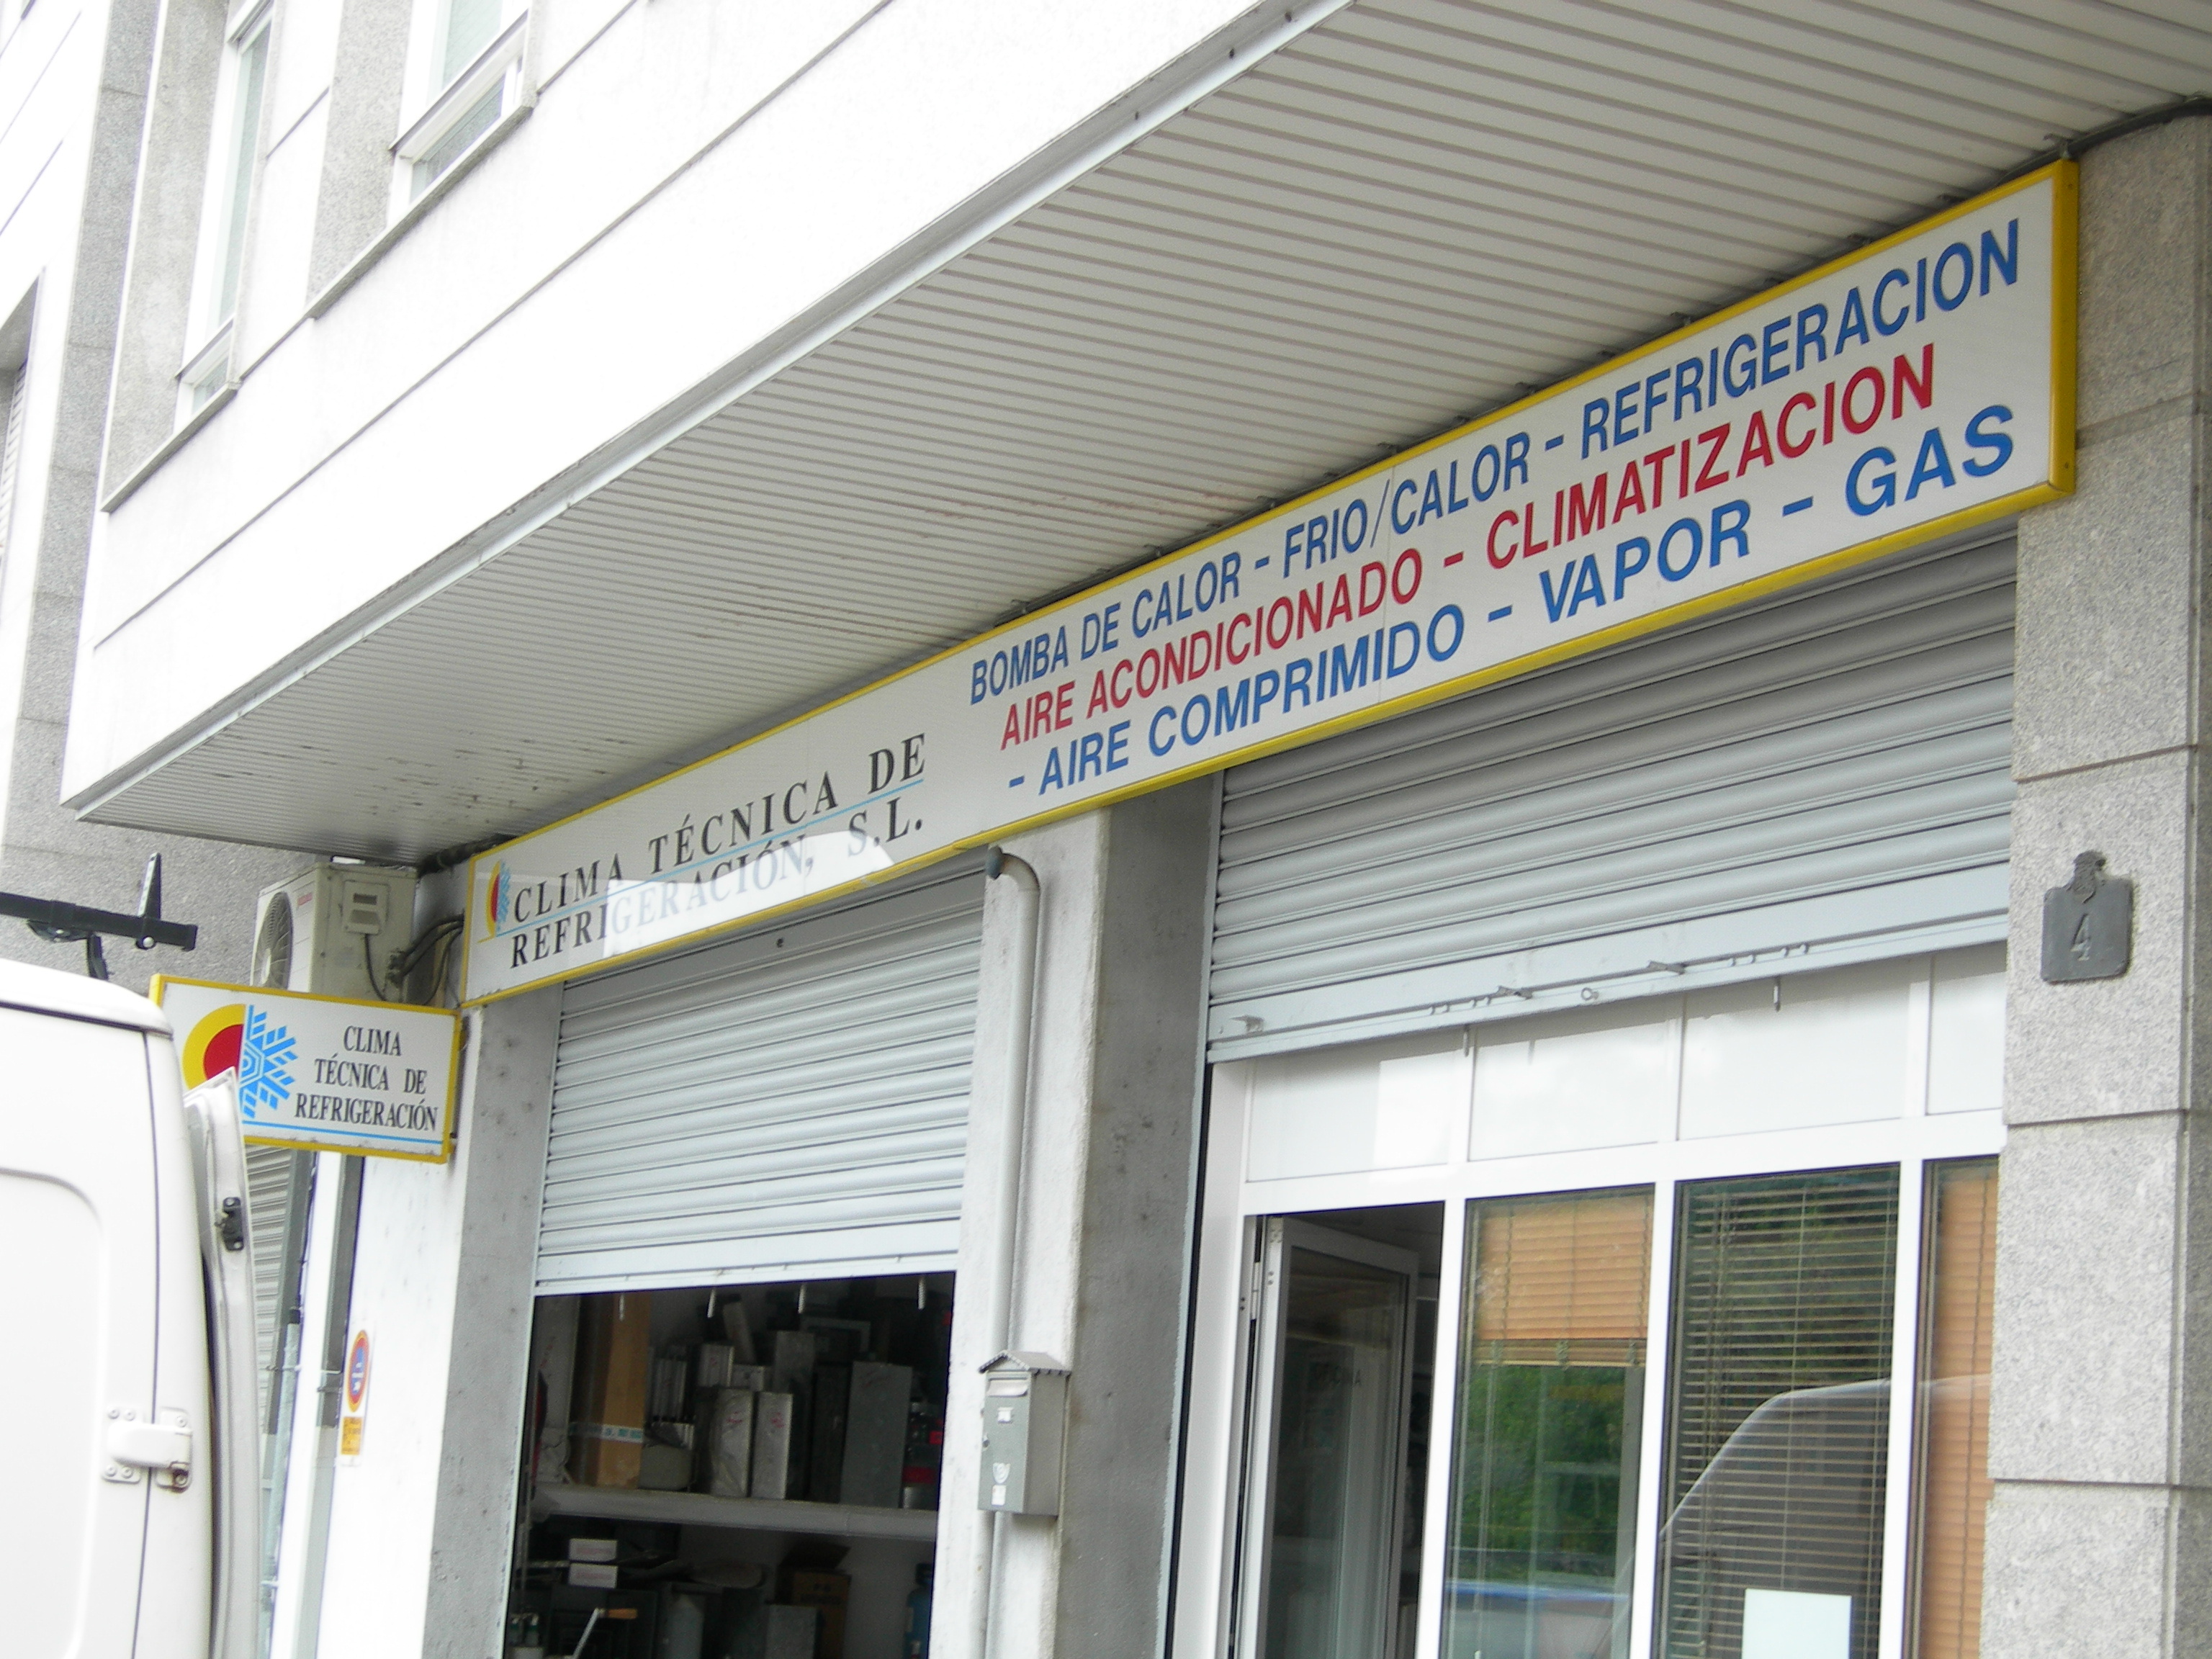 BOMBA DE CALOR - FRIO/CALOR - REFRIGERACION
AIRE ACONDICIONADO - CLIMATIZACION
- AIRE COMPRIMIDO - VAPOR - GAS
CLIMA TÉCNICA DE
REFRIGERACIÓN, S.L.
CLIMA
TÉCNICA DE
REFRIGERACIÓN
4
OFICINA